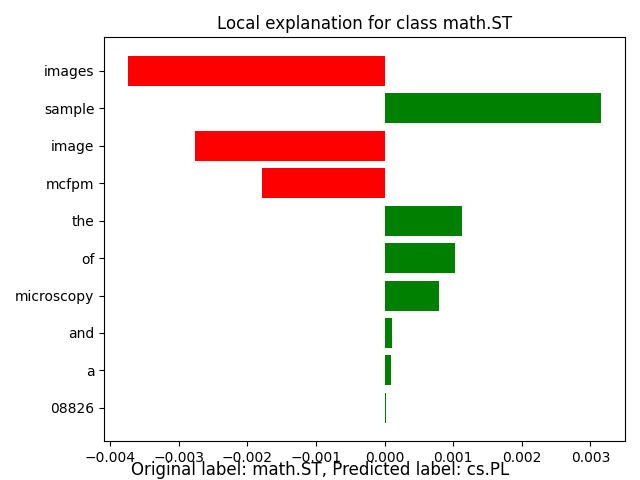 Local explanation for class math.ST
images
sample
image
mcfpm
the
of
microscopy
and
a
08826
−0.004 −0.003 −0.002 −0.001 0.000 0.001 0.002 0.003
Original label: math.ST, Predicted label: cs.PL